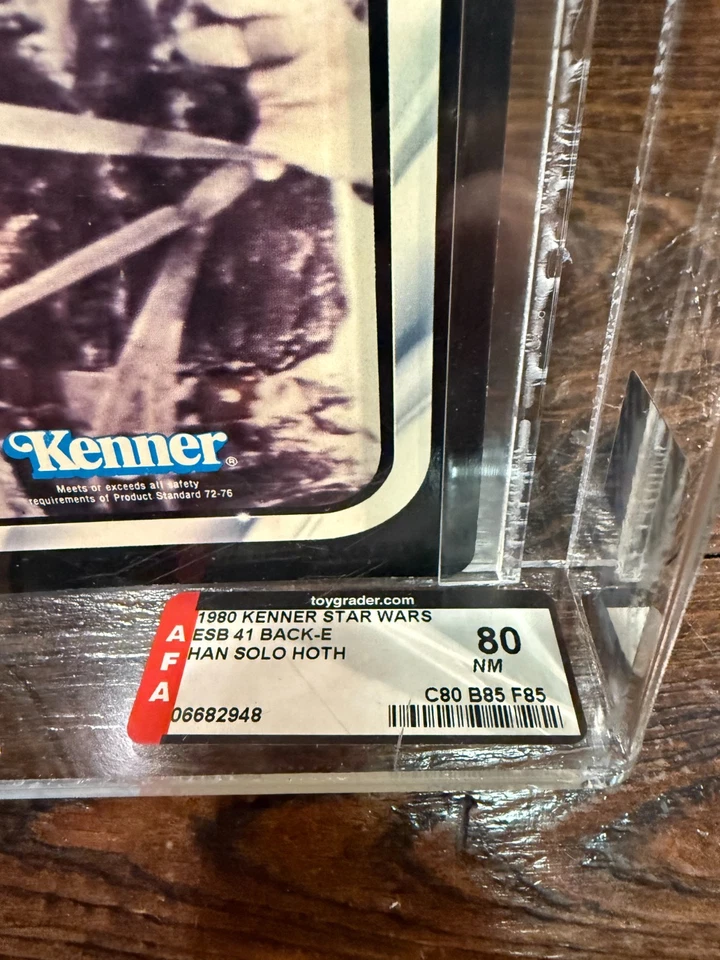 Kenner®
Meets or exceeds all safety
requirements of Product Standard 72-76
toygrader.com
AFA
1980 KENNER STAR WARS
ESB 41 BACK-E
HAN SOLO HOTH
80
NM
C80 B85 F85
06682948